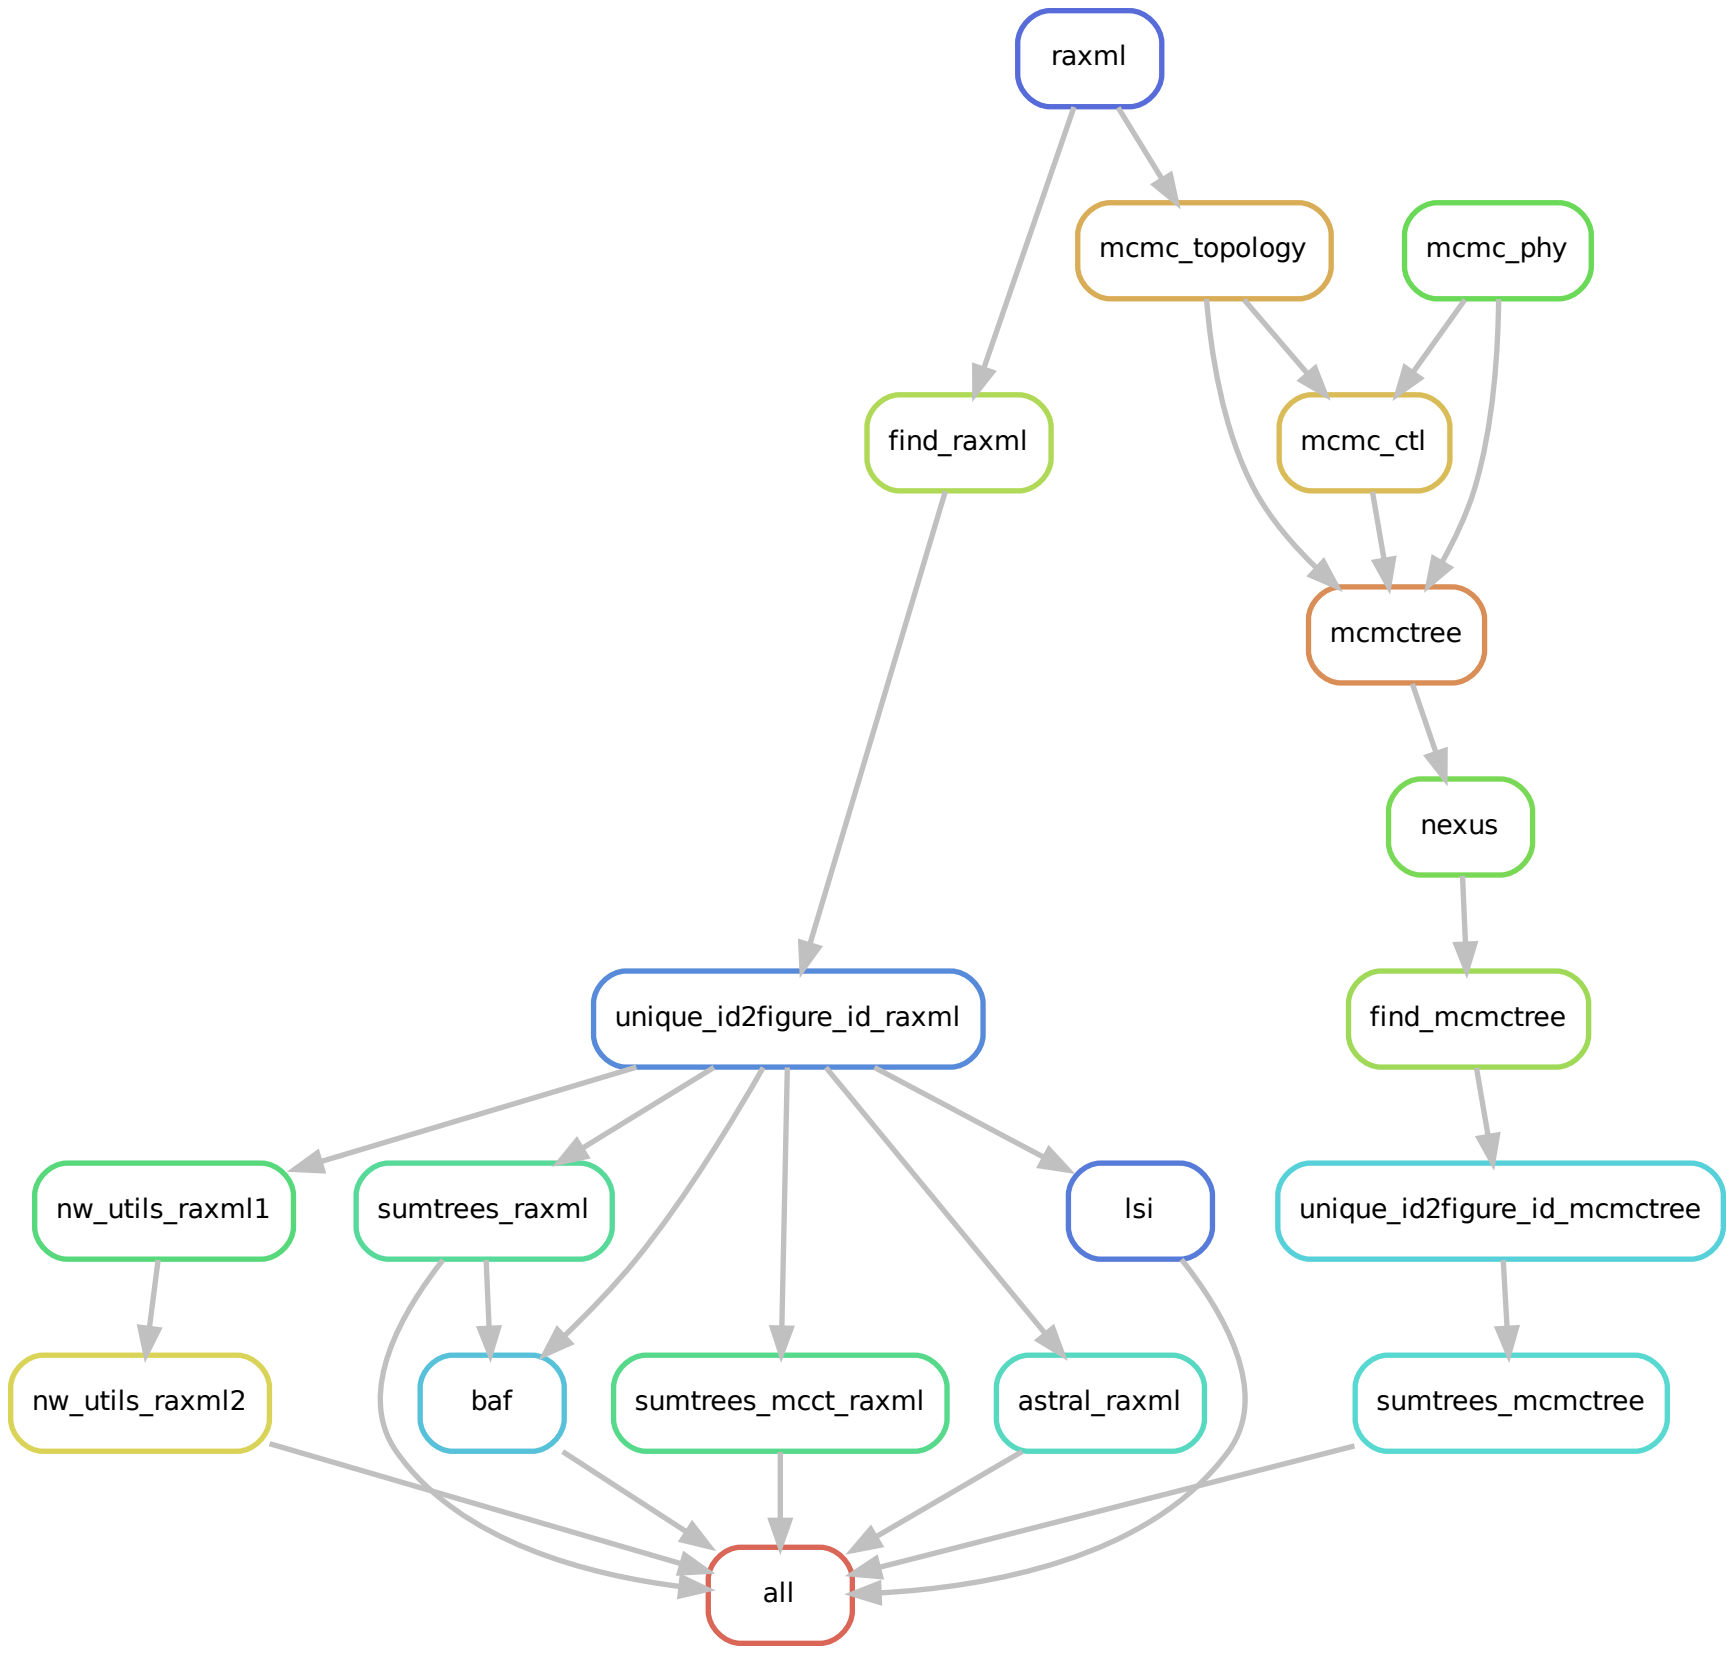 raxml
mcmc_topology
mcmc_phy
find_raxml
mcmc_ctl
mcmctree
nexus
unique_id2figure_id_raxml
find_mcmctree
nw_utils_raxml1
sumtrees_raxml
lsi
unique_id2figure_id_mcmctree
nw_utils_raxml2
baf
sumtrees_mcct_raxml
astral_raxml
sumtrees_mcmctree
all